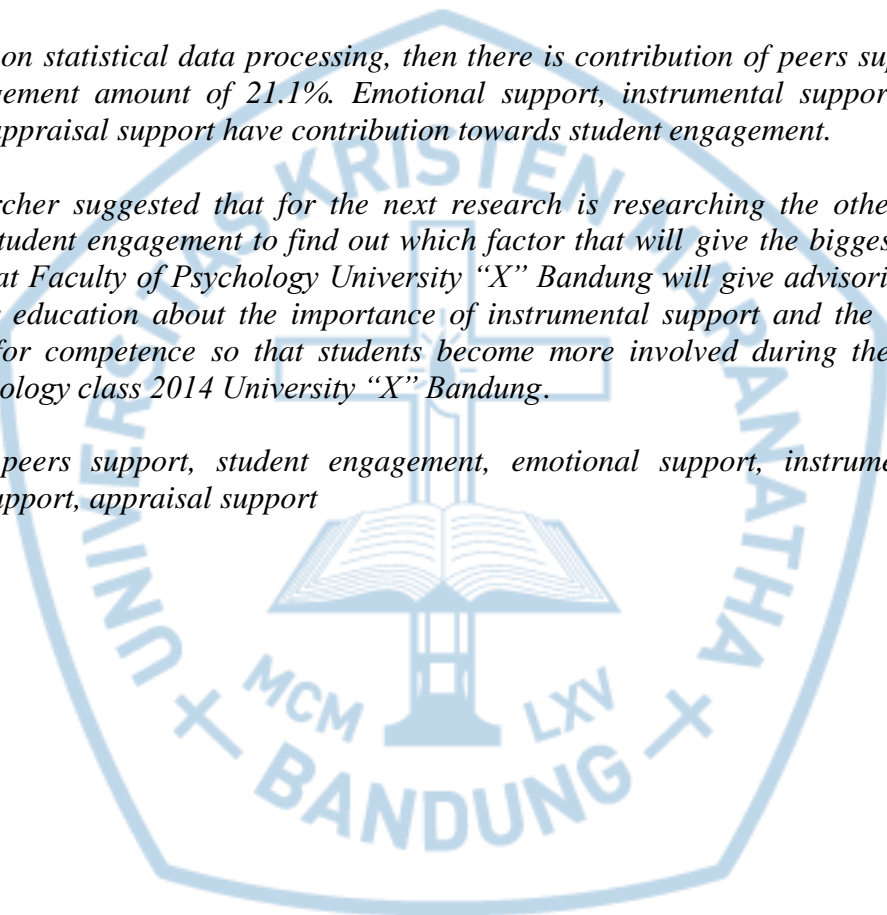 on statistical data processing, then there is contribution of peers su
gement amount of 21.1%. Emotional support, instrumental suppor
appraisal support have contribution towards student engagement.
rcher suggested that for the next research is researching the othe
tudent engagement to find out which factor that will give the bigges
at Faculty of Psychology University “X” Bandung will give advisori
education about the importance of instrumental support and the
for competence so that students become more involved during the
ology class 2014 University “X” Bandung.
peers support, student engagement, emotional support, instrume
pport, appraisal support
UNIVERSITAS KRISTEN MARANATHA
MCM LXV
BANDUNG